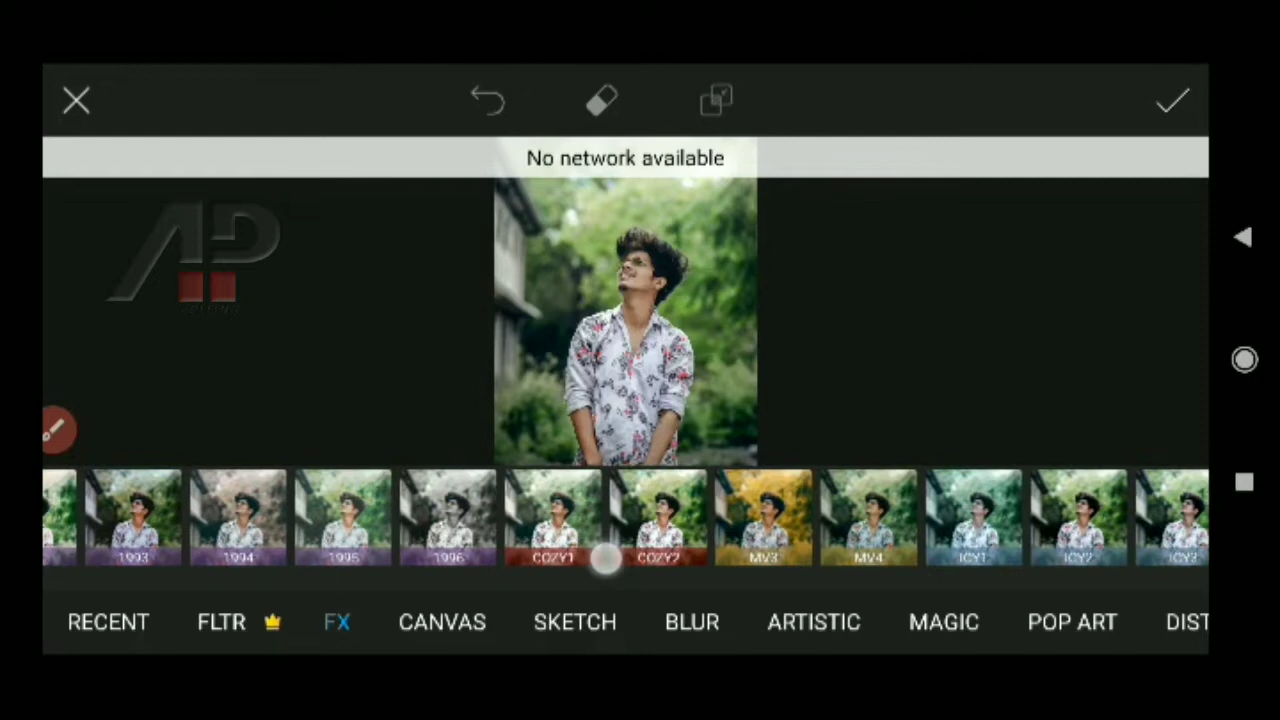 No network available
AP
1993
1994
1995
1996
COZY1
COZY2
MV3
MV4
ICY1
ICY2
ICY3
RECENT
FLTR
FX
CANVAS
SKETCH
BLUR
ARTISTIC
MAGIC
POP ART
DIST